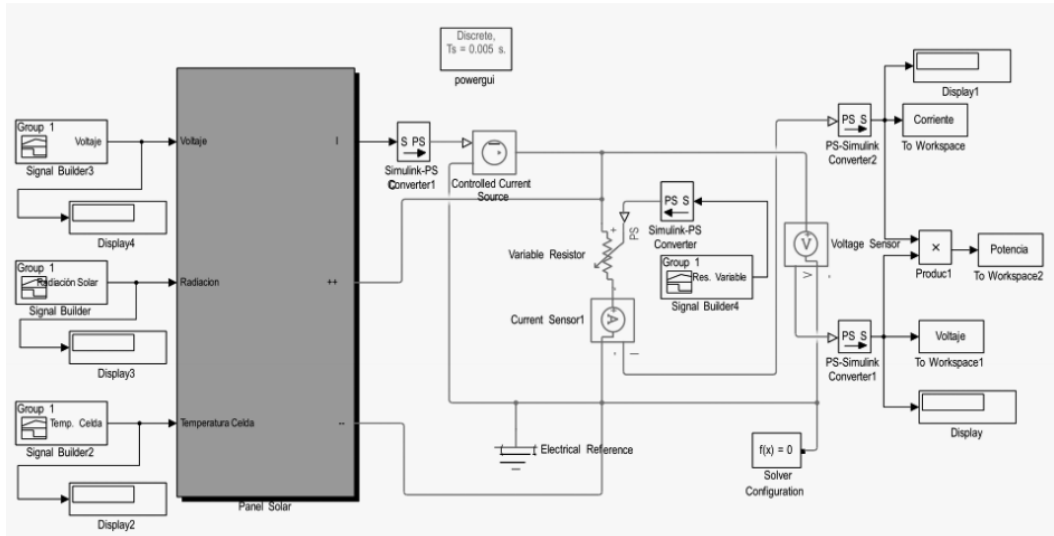 Discrete,
Ts = 0.005 s.
powergui
Group 1
Voltaje
Signal Builder3
Display4
Group 1
Radiación Solar
Signal Builder
Display3
Group 1
Temp. Celda
Signal Builder2
Display2
Voltaje
I
Radiacion
++
Temperatura Celda
--
Panel Solar
S PS
Simulink-PS
Converter1
Controlled Current
Source
Variable Resistor
PS
+
-
PS S
Simulink-PS
Converter
Group 1
Res. Variable
Signal Builder4
Current Sensor1
A
I
Electrical Reference
f(x) = 0
Solver
Configuration
V
Voltage Sensor
V
PS S
PS-Simulink
Converter2
Display1
Corriente
To Workspace
×
Produc1
Potencia
To Workspace2
PS S
PS-Simulink
Converter1
Voltaje
To Workspace1
Display